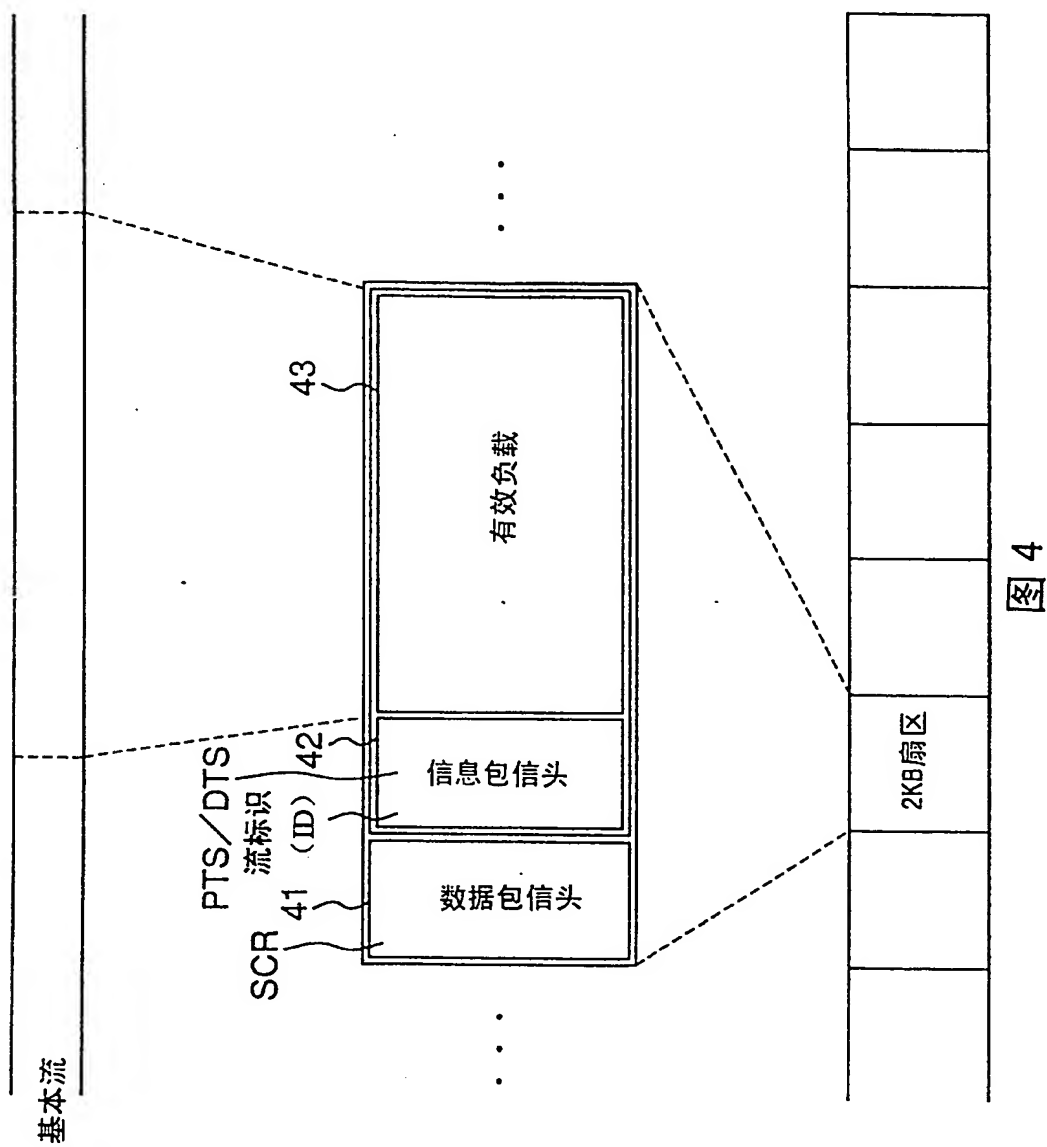 基本流
PTS/DTS
流标识
(ID)
SCR
41
42
43
数据包信头
信息包信头
有效负载
2KB扇区
图 4